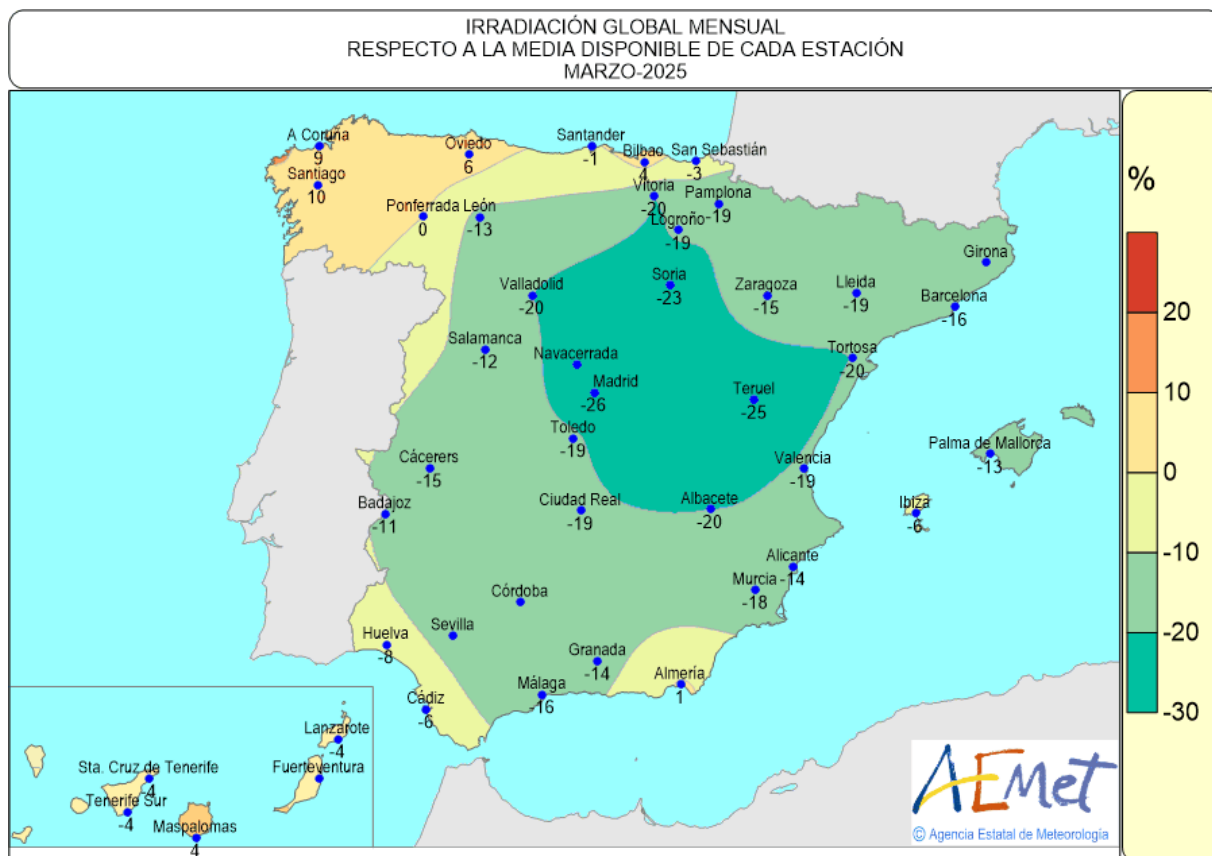 IRRADIACIÓN GLOBAL MENSUAL
RESPECTO A LA MEDIA DISPONIBLE DE CADA ESTACIÓN
MARZO-2025
%
20
10
0
-10
-20
-30
A Coruña
9
Santiago
10
Oviedo
6
Santander
-1
Bilbao
4
San Sebastián
-3
Vitoria
-20
Pamplona
-19
Logroño
-19
Ponferrada
0
León
-13
Girona
Valladolid
-20
Soria
-23
Zaragoza
-15
Lleida
-19
Barcelona
-16
Salamanca
-12
Navacerrada
Madrid
-26
Teruel
-25
Tortosa
-20
Toledo
-19
Cácerers
-15
Valencia
-19
Palma de Mallorca
-13
Badajoz
-11
Ciudad Real
-19
Albacete
-20
Ibiza
-6
Alicante
-14
Murcia
-18
Córdoba
Sevilla
Huelva
-8
Granada
-14
Almería
1
Málaga
-16
Cádiz
-6
Lanzarote
-4
Fuerteventura
Sta. Cruz de Tenerife
-4
Tenerife Sur
-4
Maspalomas
4
AEMet
© Agencia Estatal de Meteorología